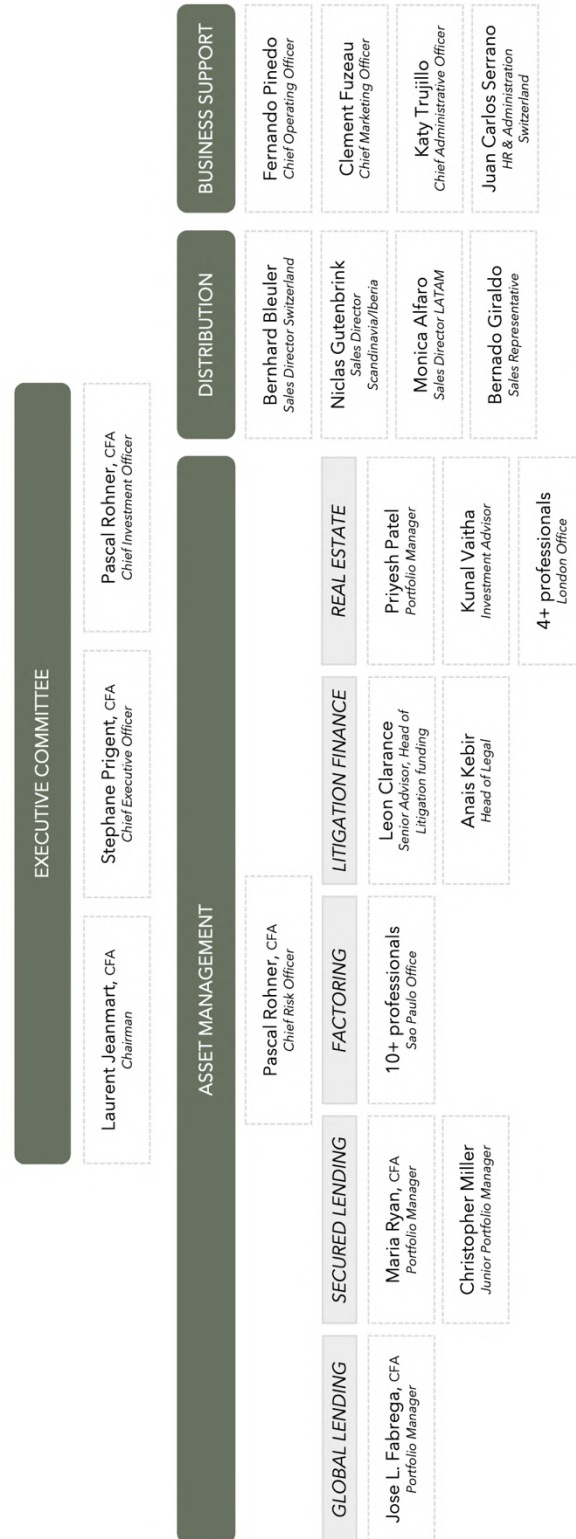 EXECUTIVE COMMITTEE
Laurent Jeanmart, CFA
Chairman
Stephane Prigent, CFA
Chief Executive Officer
Pascal Rohner, CFA
Chief Investment Officer
ASSET MANAGEMENT
Pascal Rohner, CFA
Chief Risk Officer
GLOBAL LENDING
Jose L. Fabrega, CFA
Portfolio Manager
SECURED LENDING
Maria Ryan, CFA
Portfolio Manager
Christopher Miller
Junior Portfolio Manager
FACTORING
10+ professionals
Sao Paulo Office
LITIGATION FINANCE
Leon Clarance
Senior Advisor, Head of
Litigation funding
Anais Kebir
Head of Legal
REAL ESTATE
Priyesh Patel
Portfolio Manager
Kunal Vaitha
Investment Advisor
4+ professionals
London Office
DISTRIBUTION
Bernhard Bleuler
Sales Director Switzerland
Niclas Gutenbrink
Sales Director
Scandinavia/Iberia
Monica Alfaro
Sales Director LATAM
Bernado Giraldo
Sales Representative
BUSINESS SUPPORT
Fernando Pinedo
Chief Operating Officer
Clement Fuzeau
Chief Marketing Officer
Katy Trujillo
Chief Administrative Officer
Juan Carlos Serrano
HR & Administration
Switzerland